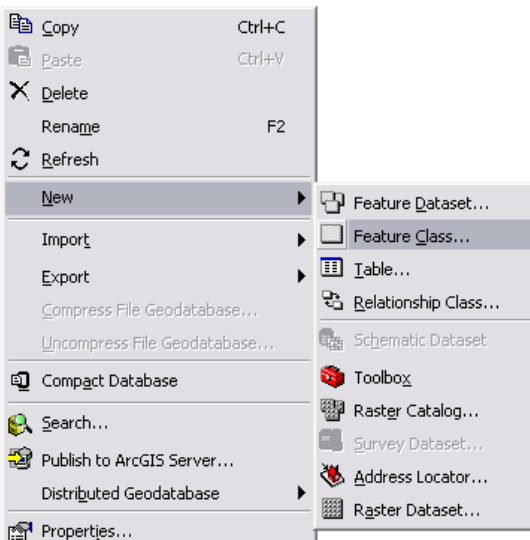 Copy Ctrl+C
Paste Ctrl+V
Delete
Rename F2
Refresh
New
Import
Export
Compress File Geodatabase...
Uncompress File Geodatabase...
Compact Database
Search...
Publish to ArcGIS Server...
Distributed Geodatabase
Properties...
Feature Dataset...
Feature Class...
Table...
Relationship Class...
Schematic Dataset
Toolbox
Raster Catalog...
Survey Dataset...
Address Locator...
Raster Dataset...